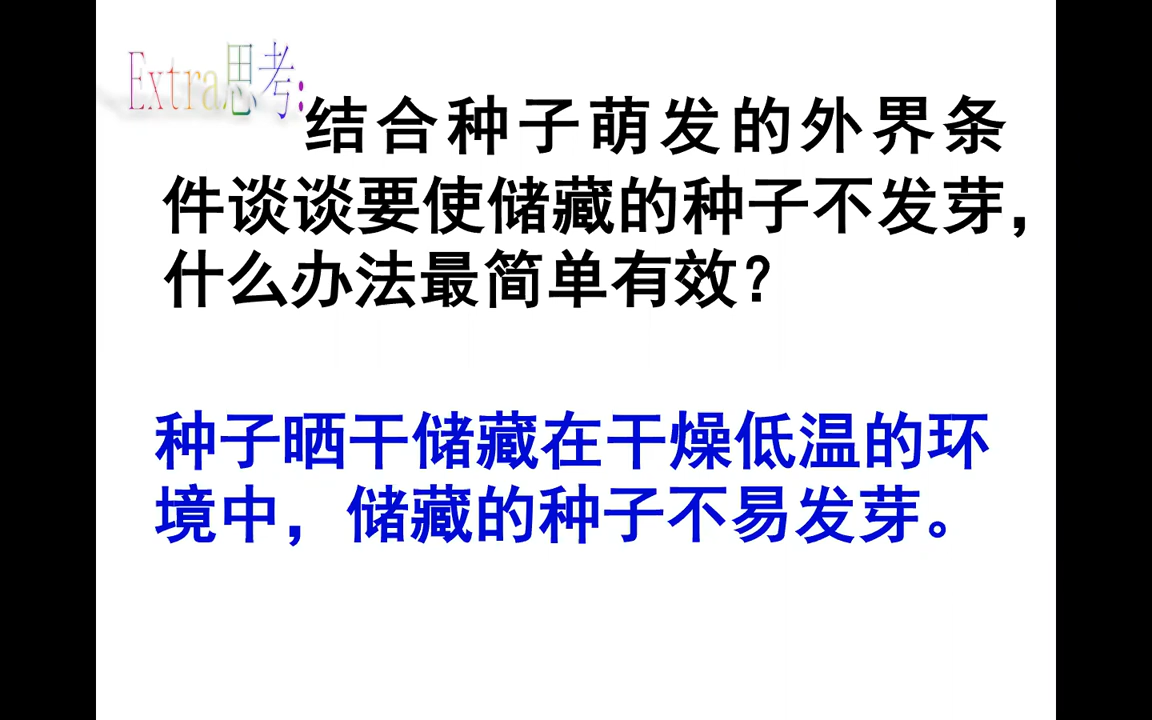 Extra思考:
结合种子萌发的外界条
件谈谈要使储藏的种子不发芽，
什么办法最简单有效？
种子晒干储藏在干燥低温的环
境中，储藏的种子不易发芽。